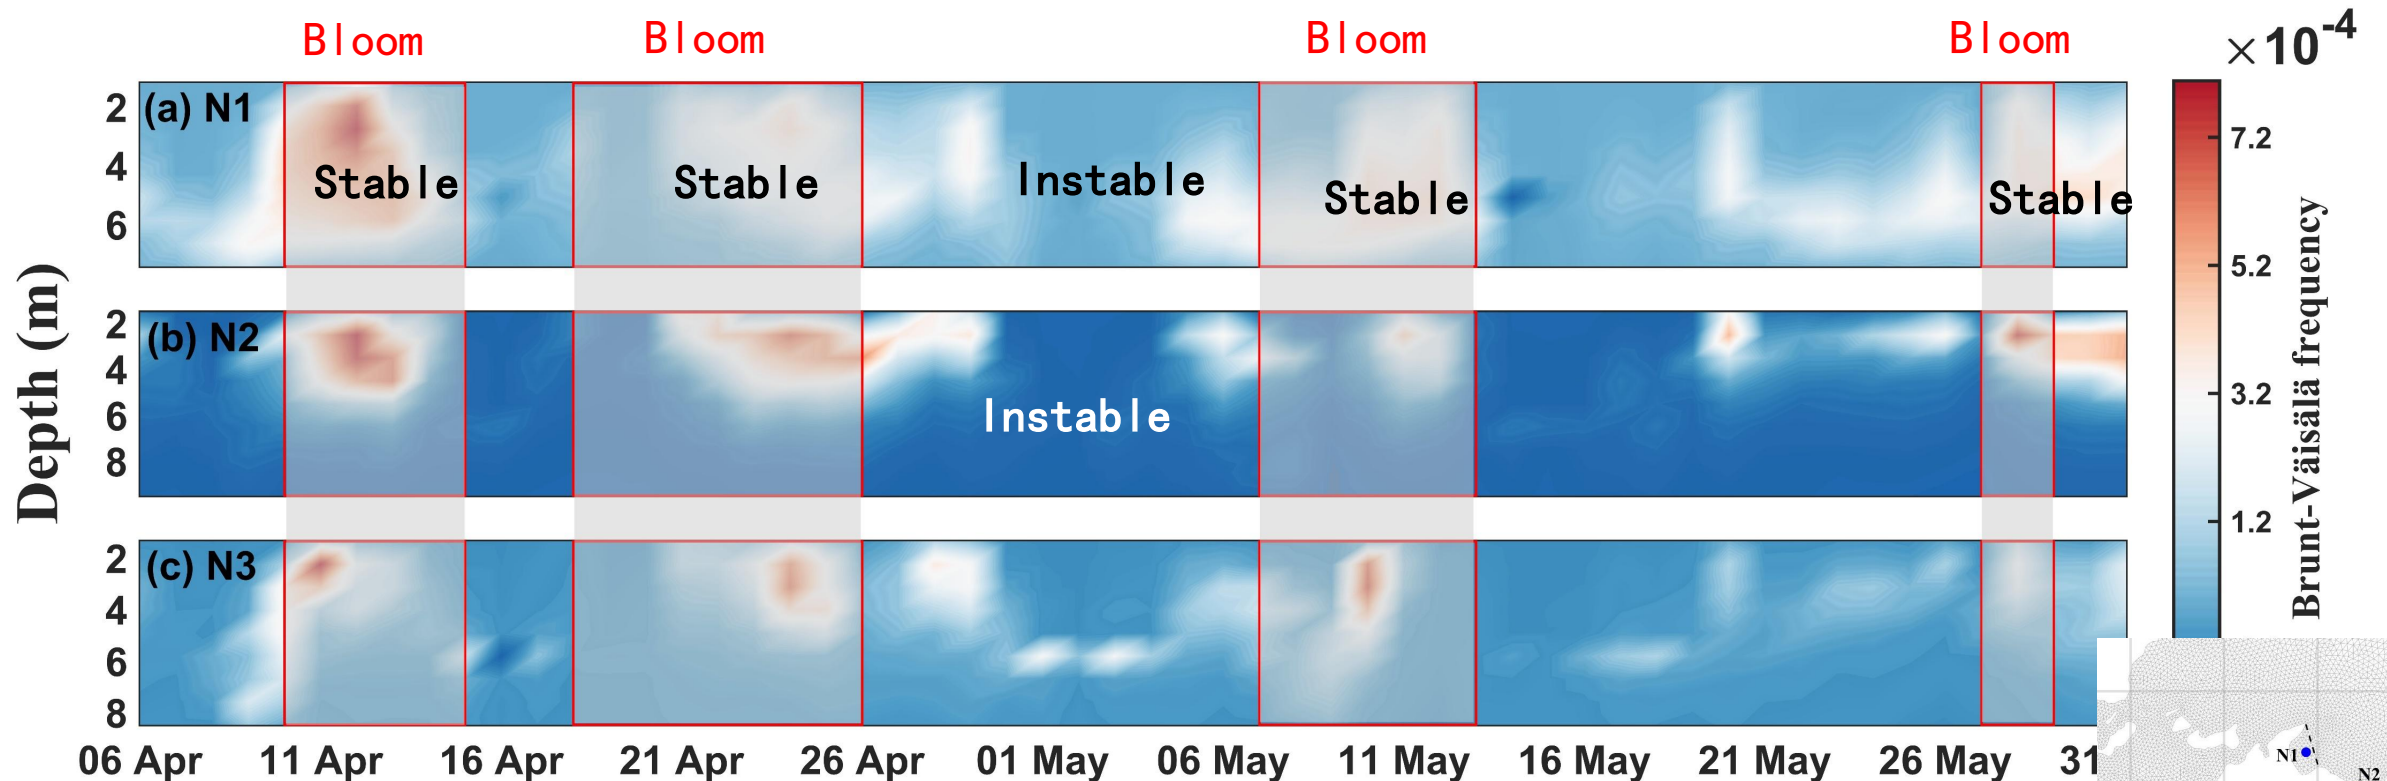 Bloom Bloom Bloom Bloom
×10-4
(a) N1
2
4
6
Stable Stable Instable Stable Stable
(b) N2
2
4
6
8
Instable
(c) N3
2
4
6
8
Depth (m)
06 Apr 11 Apr 16 Apr 21 Apr 26 Apr 01 May 06 May 11 May 16 May 21 May 26 May 31
7.2
5.2
3.2
1.2
Brunt-Väisälä frequency
N1
N2